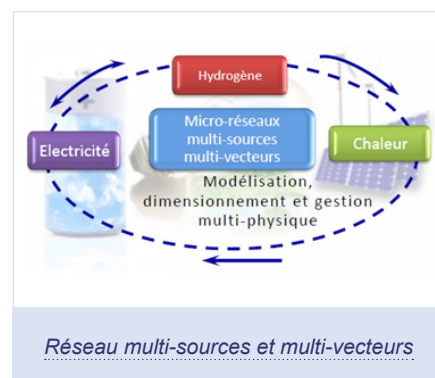 Hydrogène
Micro-réseaux
multi-sources
multi-vecteurs
Electricité
Chaleur
Modélisation,
dimensionnement et gestion
multi-physique
Réseau multi-sources et multi-vecteurs